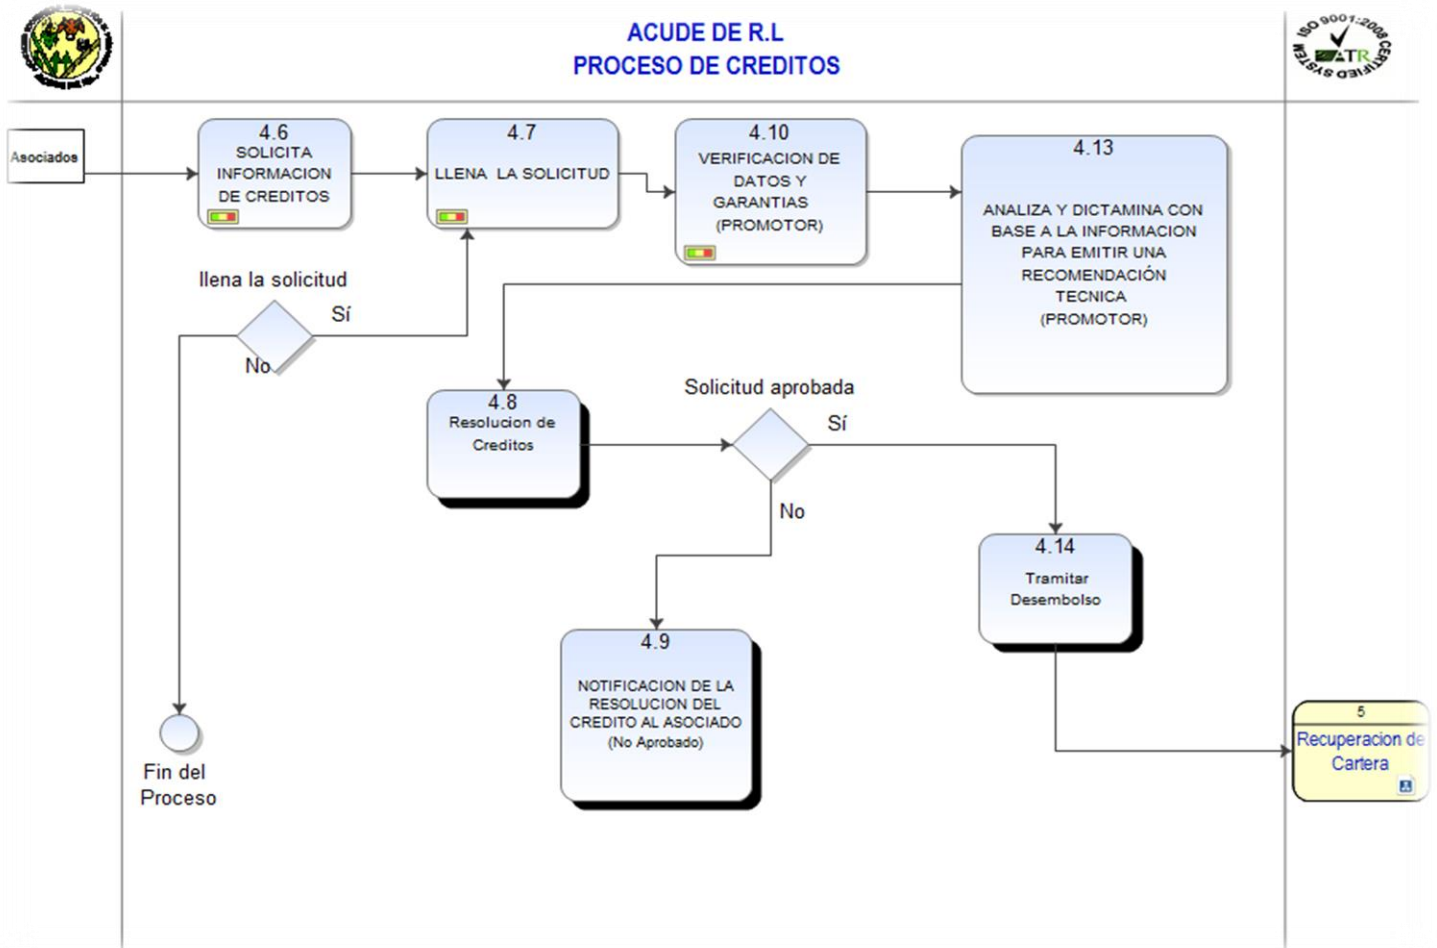 ACUDE DE R.L
PROCESO DE CREDITOS
ISO 9001:2008 CERTIFIED SYSTEM
ATR
Asociados
4.6
SOLICITA
INFORMACION
DE CREDITOS
4.7
LLENA LA SOLICITUD
4.10
VERIFICACION DE
DATOS Y
GARANTIAS
(PROMOTOR)
4.13
ANALIZA Y DICTAMINA CON
BASE A LA INFORMACION
PARA EMITIR UNA
RECOMENDACIÓN
TECNICA
(PROMOTOR)
llena la solicitud
Sí
No
4.8
Resolucion de
Creditos
Solicitud aprobada
Sí
No
4.14
Tramitar
Desembolso
4.9
NOTIFICACION DE LA
RESOLUCION DEL
CREDITO AL ASOCIADO
(No Aprobado)
5
Recuperacion de
Cartera
Fin del
Proceso